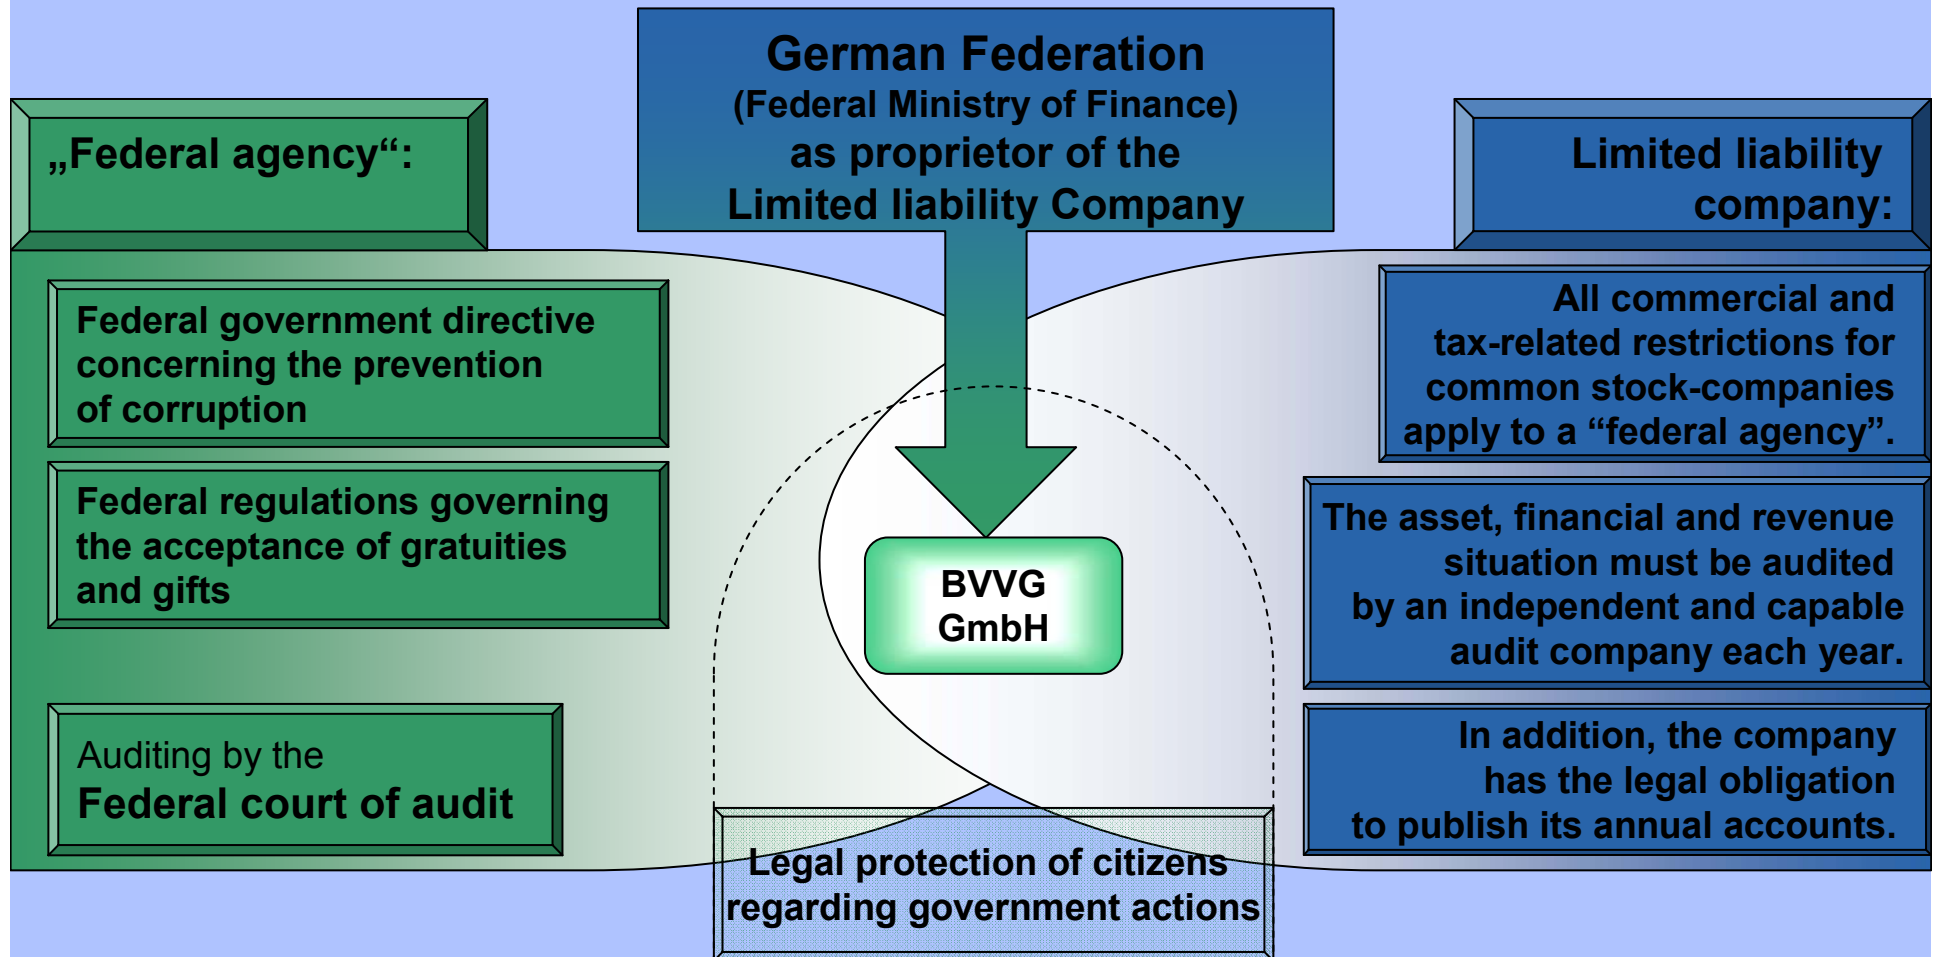 German Federation
(Federal Ministry of Finance)
as proprietor of the
Limited liability Company
„Federal agency“:
Federal government directive
concerning the prevention
of corruption
Federal regulations governing
the acceptance of gratuities
and gifts
Auditing by the
Federal court of audit
BVVG
GmbH
Legal protection of citizens
regarding government actions
Limited liability
company:
All commercial and
tax-related restrictions for
common stock-companies
apply to a “federal agency”.
The asset, financial and revenue
situation must be audited
by an independent and capable
audit company each year.
In addition, the company
has the legal obligation
to publish its annual accounts.